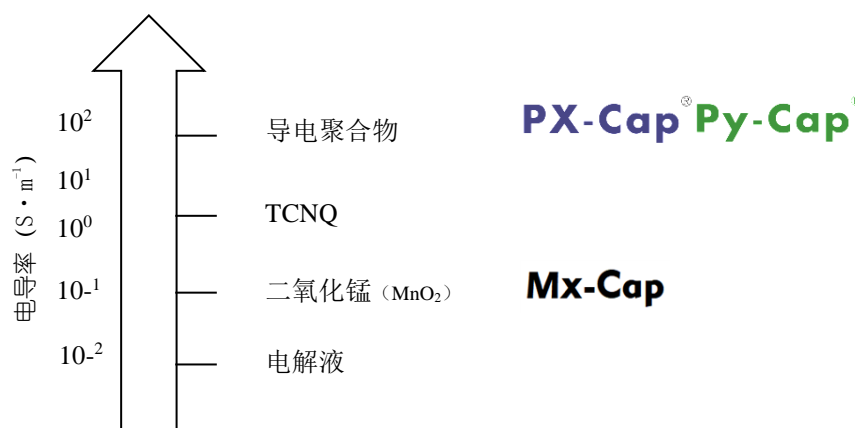 10² 导电聚合物 PX-Cap® Py-Cap
10¹
TCNQ
10⁰
10-¹ 二氧化锰（MnO₂） Mx-Cap
10-² 电解液
电导率 (S·m⁻¹)